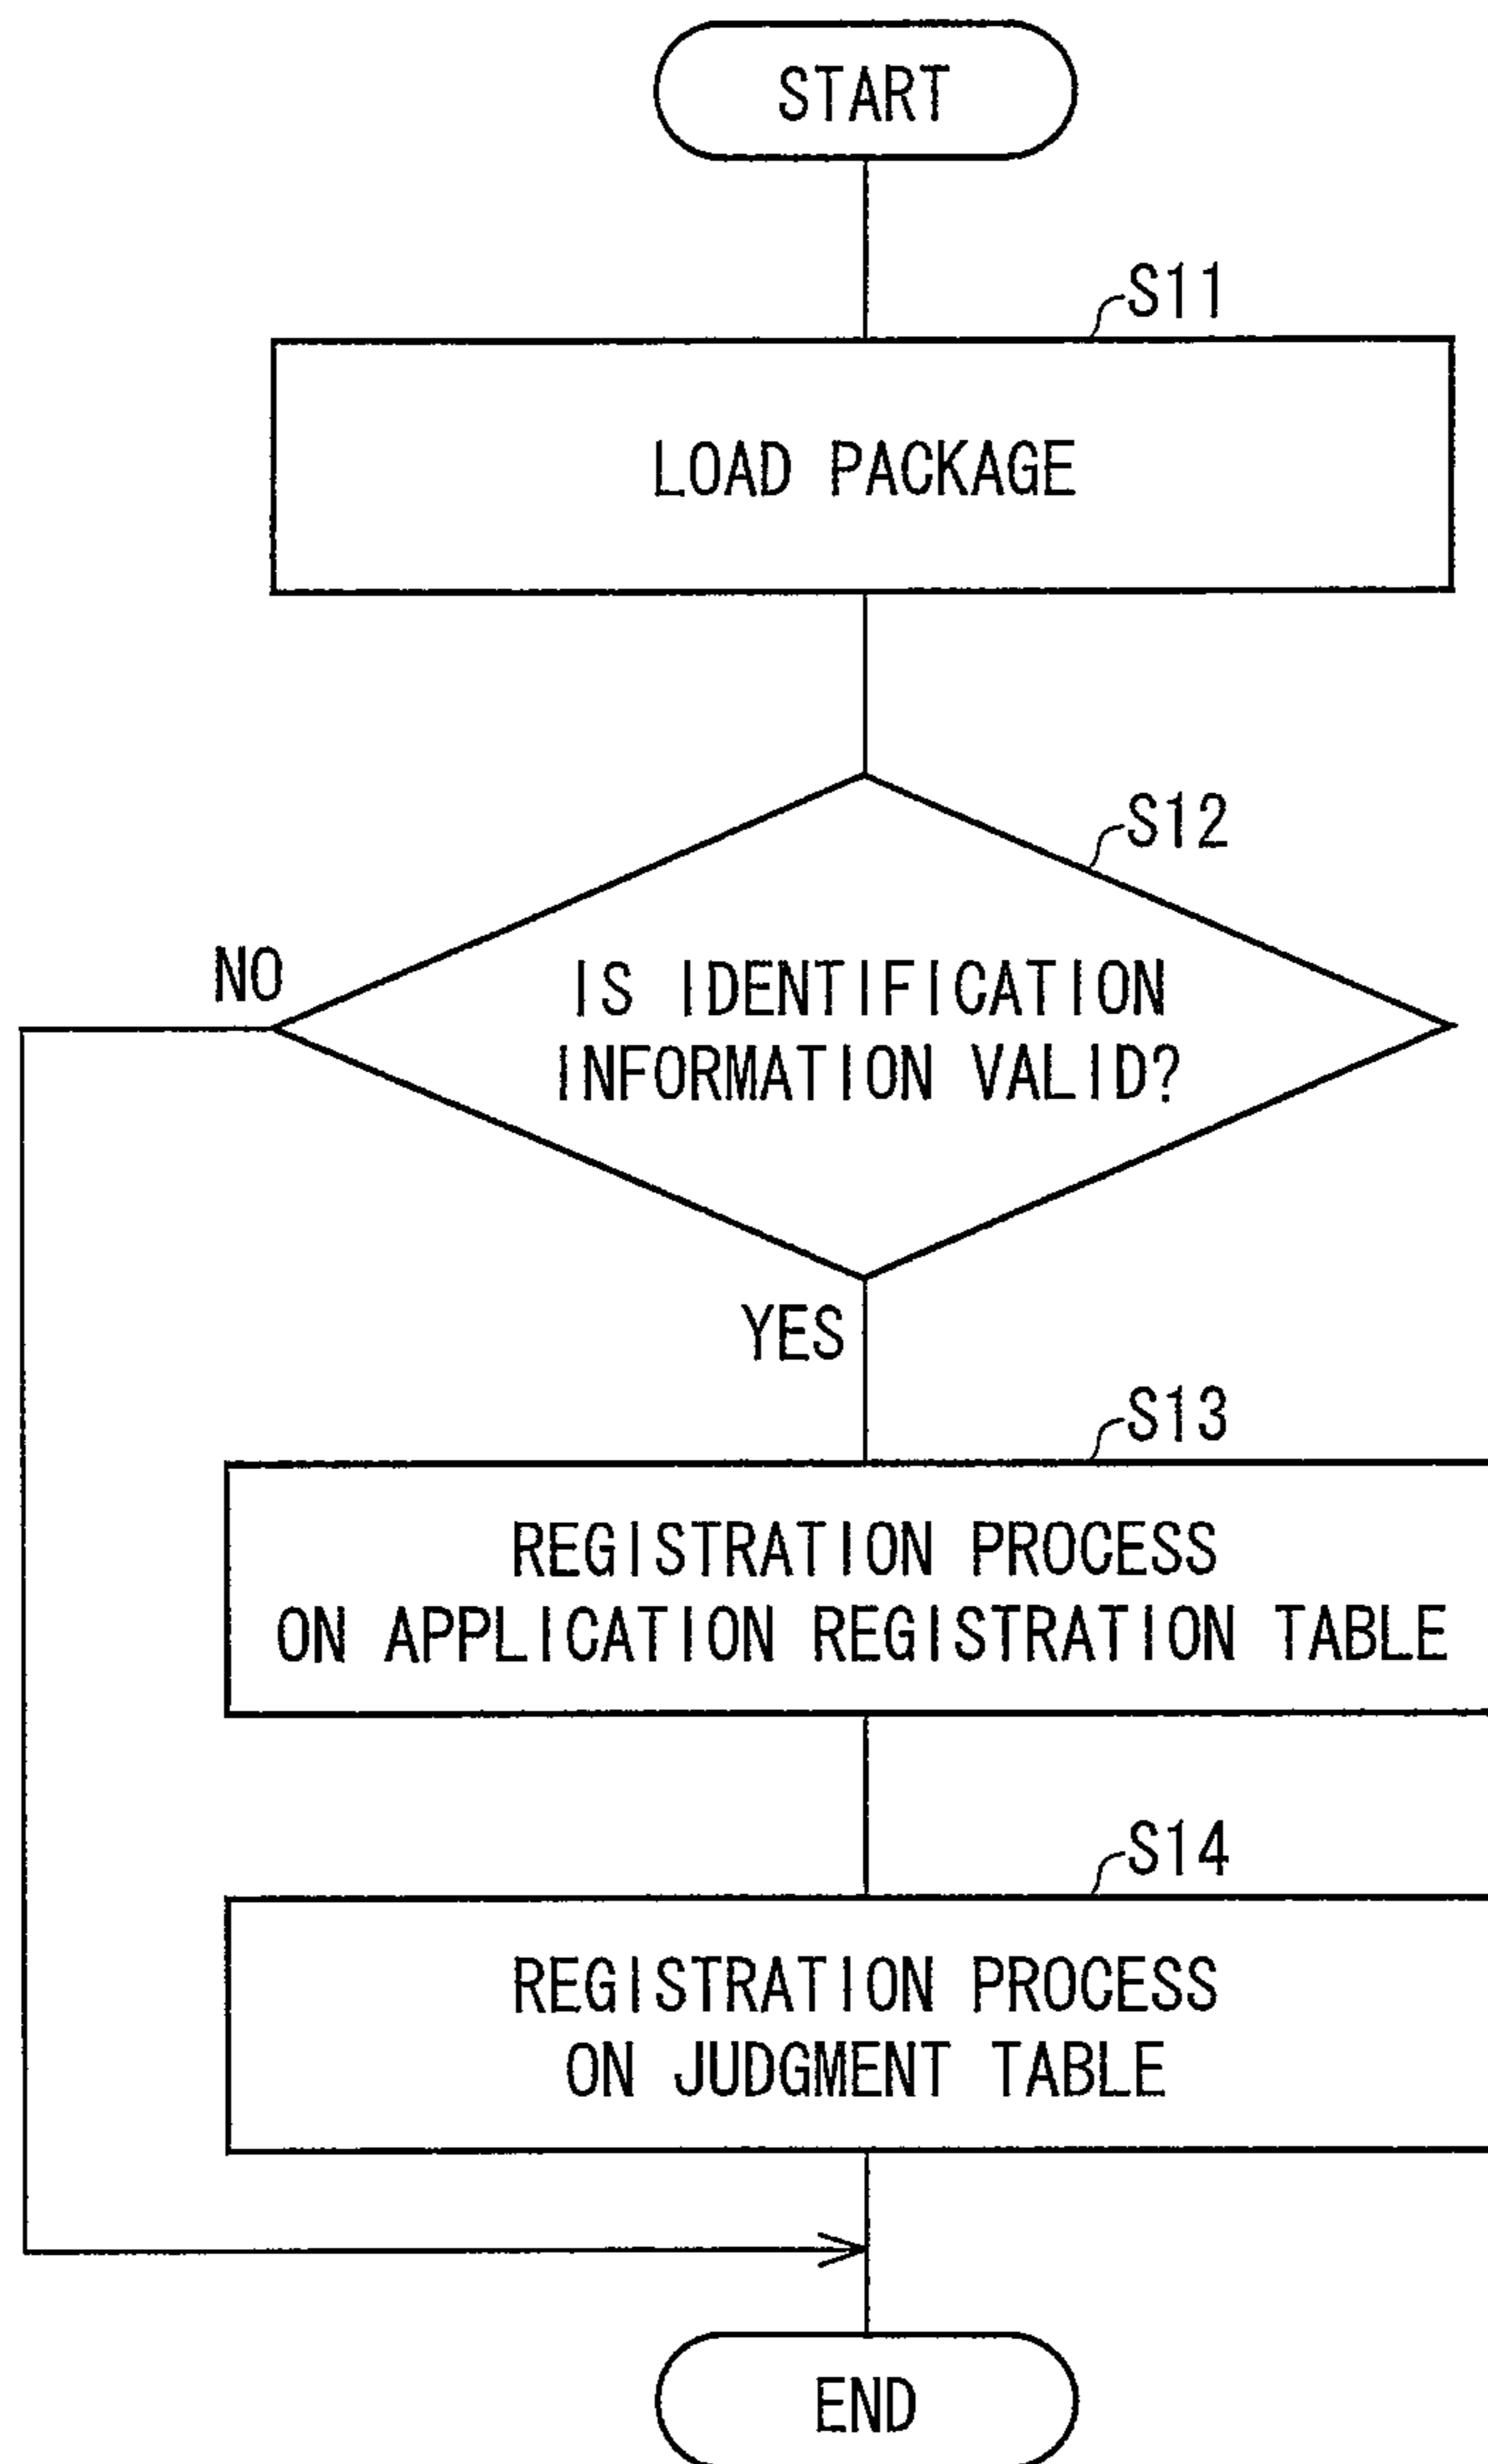 START
S11
LOAD PACKAGE
S12
NO
IS IDENTIFICATION
INFORMATION VALID?
YES
S13
REGISTRATION PROCESS
ON APPLICATION REGISTRATION TABLE
S14
REGISTRATION PROCESS
ON JUDGMENT TABLE
END